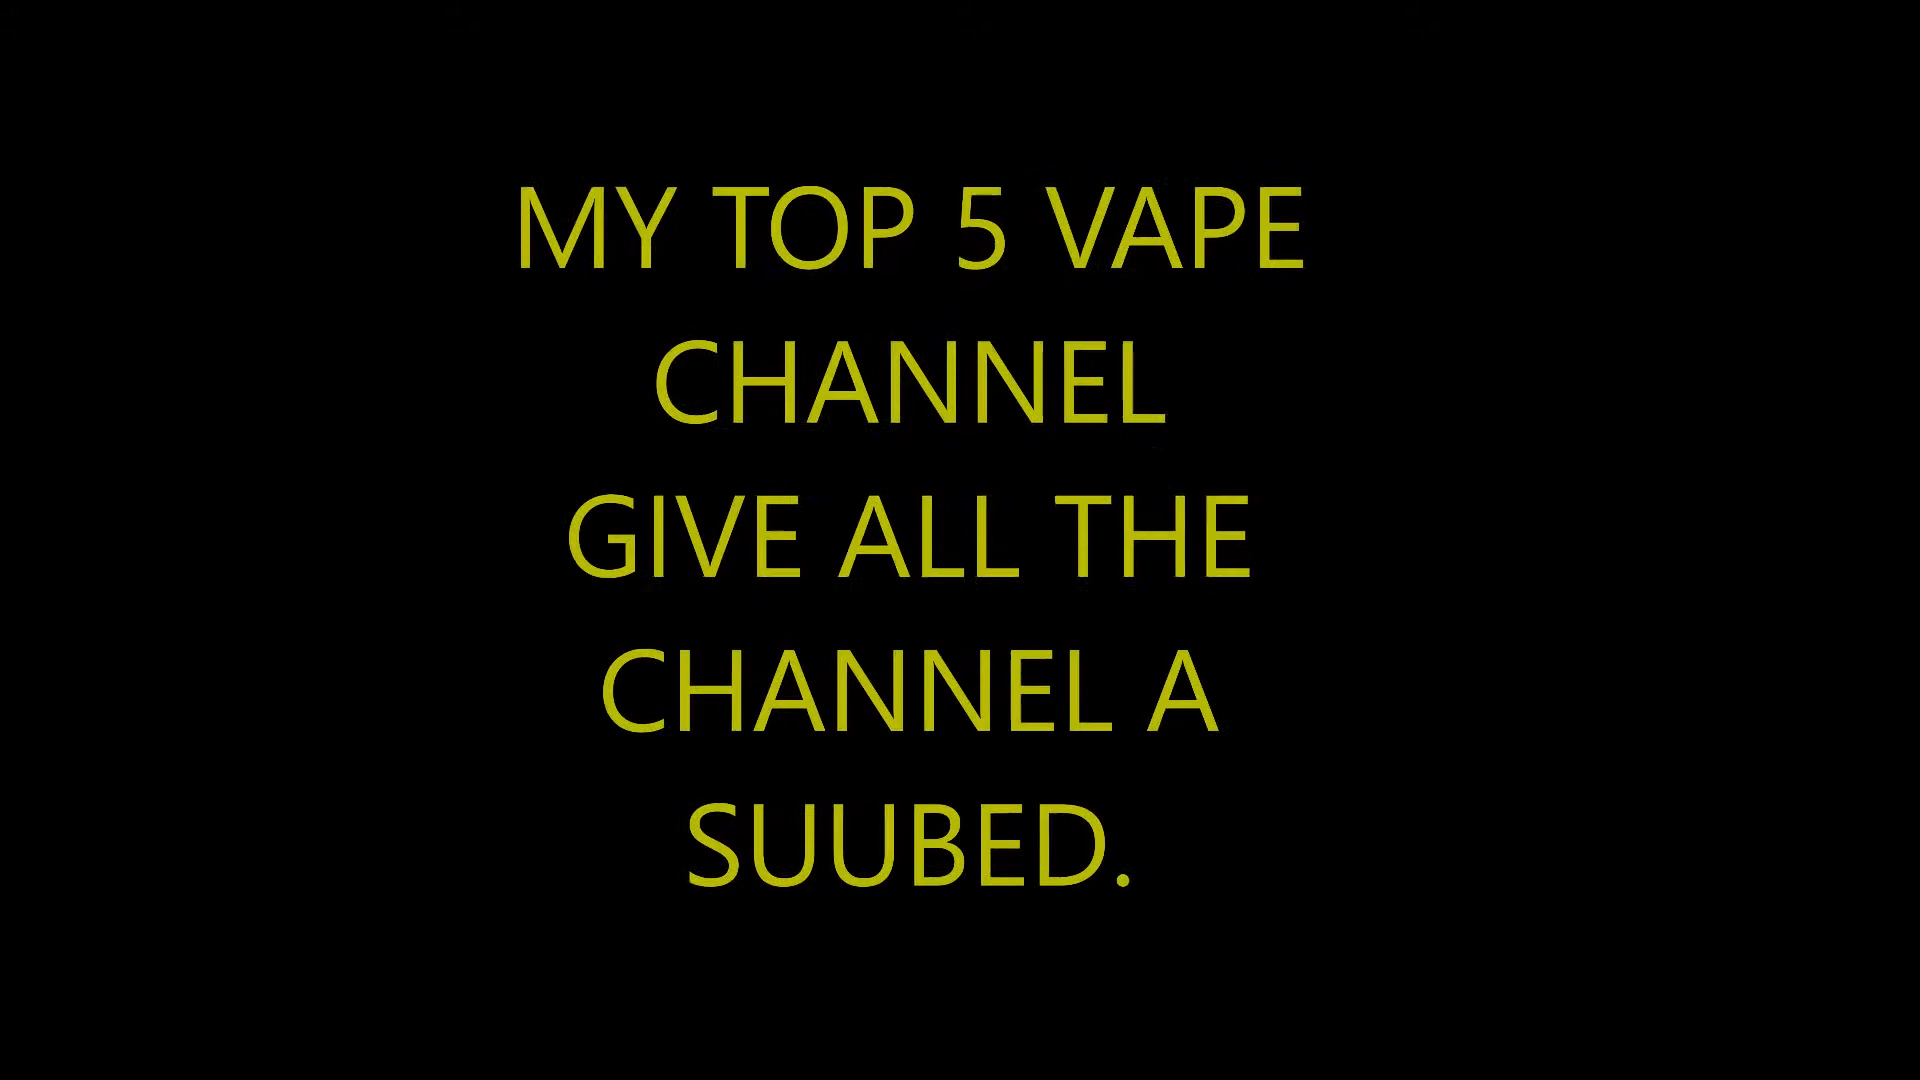 MY TOP 5 VAPE
CHANNEL
GIVE ALL THE
CHANNEL A
SUUBED.